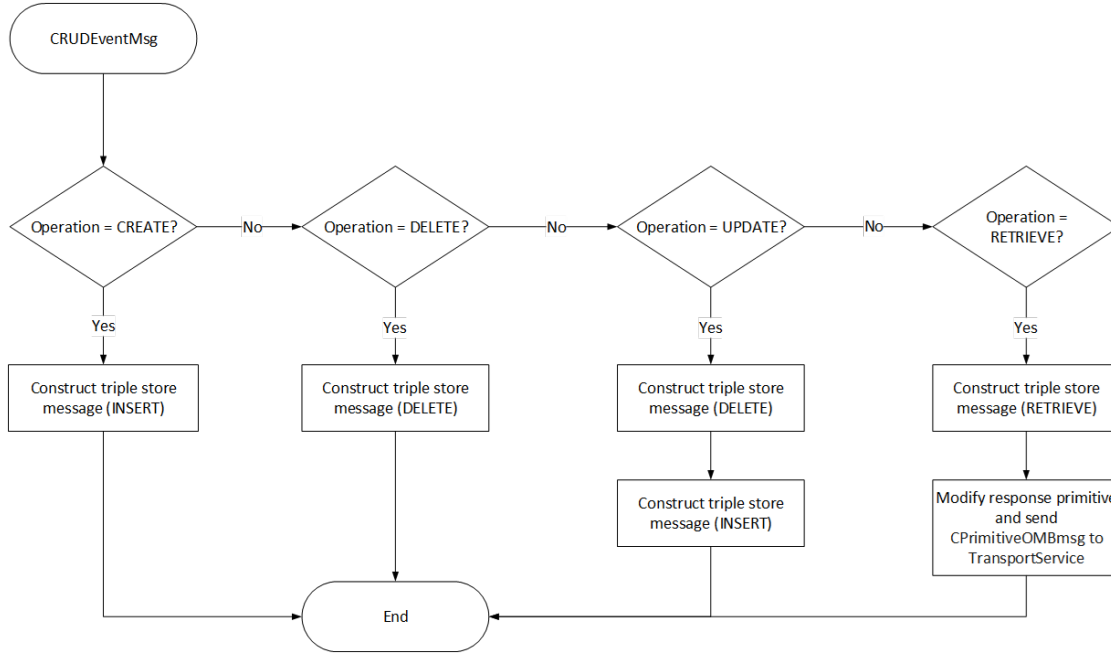 CRUDEventMsg
Operation = CREATE?
No
Operation = DELETE?
No
Operation = UPDATE?
No
Operation =
RETRIEVE?
Yes
Yes
Yes
Yes
Construct triple store
message (INSERT)
Construct triple store
message (DELETE)
Construct triple store
message (DELETE)
Construct triple store
message (RETRIEVE)
Construct triple store
message (INSERT)
Modify response primitive
and send
CPrimitiveOMBmsg to
TransportService
End